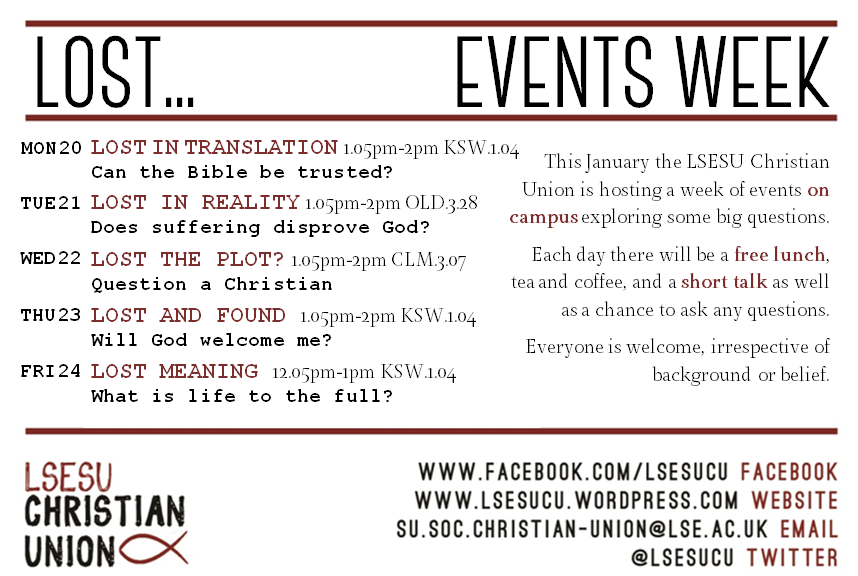 LOST... EVENTS WEEK
MON20 LOST IN TRANSLATION 1.05pm-2pm KSW.1.04
Can the Bible be trusted?
TUE21 LOST IN REALITY 1.05pm-2pm OLD.3.28
Does suffering disprove God?
WED22 LOST THE PLOT? 1.05pm-2pm CLM.3.07
Question a Christian
THU23 LOST AND FOUND 1.05pm-2pm KSW.1.04
Will God welcome me?
FRI24 LOST MEANING 12.05pm-1pm KSW.1.04
What is life to the full?
This January the LSESU Christian
Union is hosting a week of events on
campus exploring some big questions.
Each day there will be a free lunch,
tea and coffee, and a short talk as well
as a chance to ask any questions.
Everyone is welcome, irrespective of
background or belief.
LSESU
CHRISTIAN
UNION
WWW.FACEBOOK.COM/LSESUCU FACEBOOK
WWW.LSESUCU.WORDPRESS.COM WEBSITE
SU.SOC.CHRISTIAN-UNION@LSE.AC.UK EMAIL
@LSESUCU TWITTER